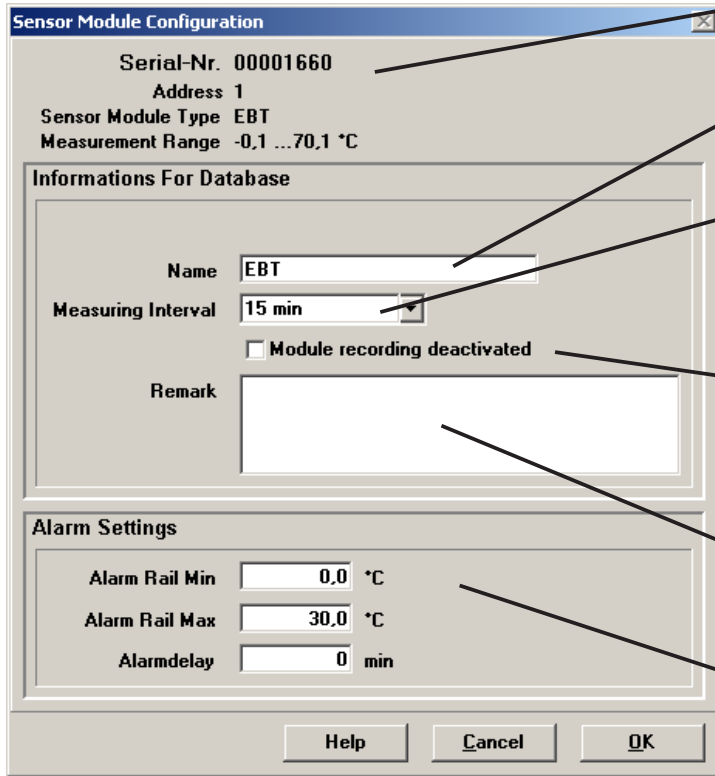 Sensor Module Configuration
Serial-Nr. 00001660
Address 1
Sensor Module Type EBT
Measurement Range -0,1 ...70,1 °C
Informations For Database
Name EBT
Measuring Interval 15 min
Module recording deactivated
Remark
Alarm Settings
Alarm Rail Min 0,0 °C
Alarm Rail Max 30,0 °C
Alarmdelay 0 min
Help Cancel OK